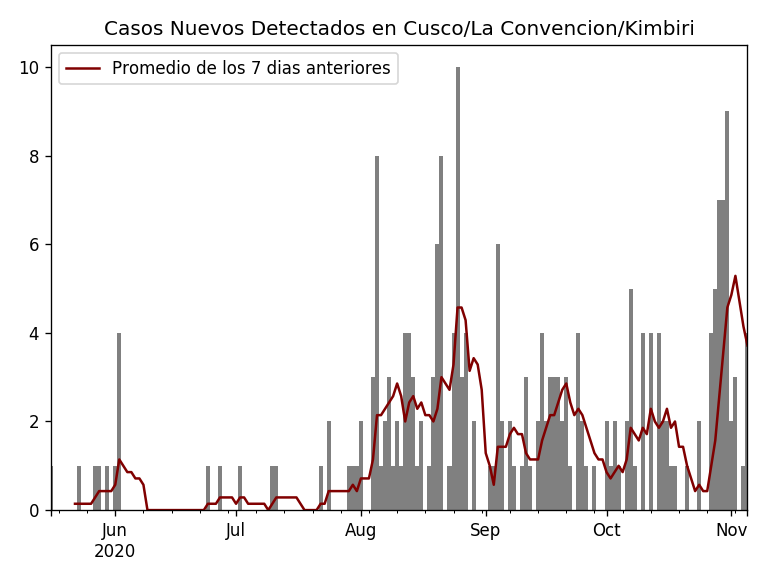 Casos Nuevos Detectados en Cusco/La Convencion/Kimbiri
Promedio de los 7 dias anteriores
10
8
6
4
2
0
Jun Jul Aug Sep Oct Nov
2020